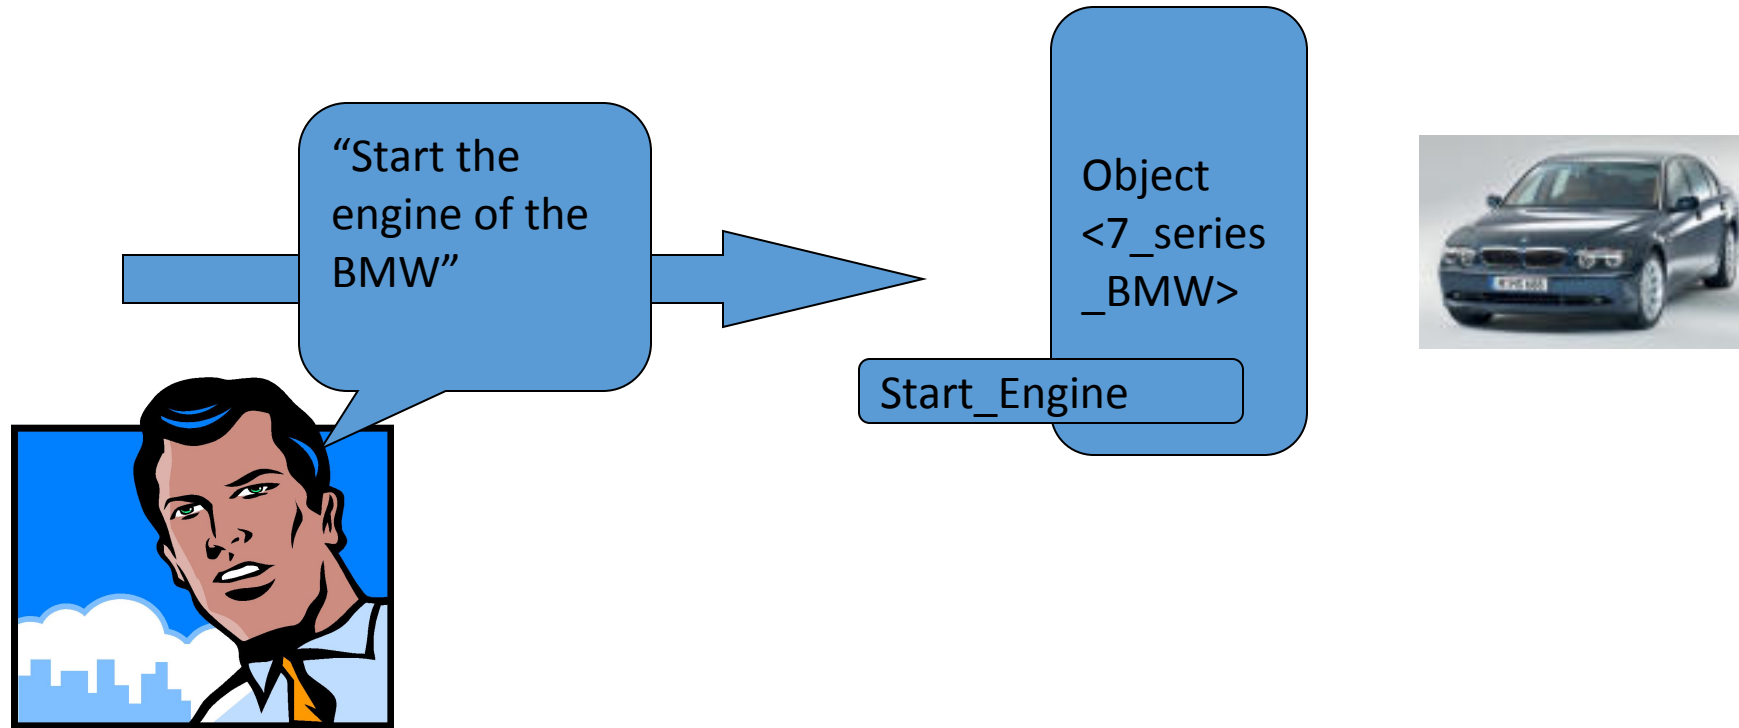 “Start the
engine of the
BMW”
Object
<7_series
_BMW>
Start_Engine